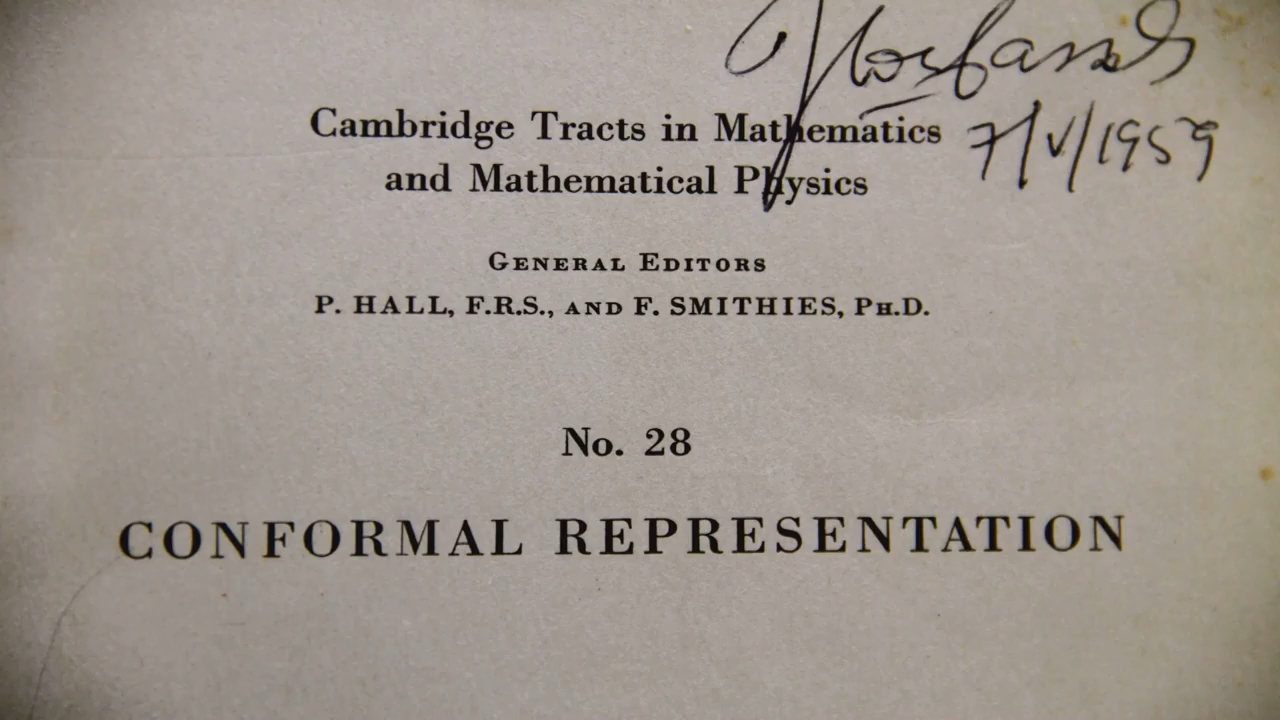 7/V/1959
Cambridge Tracts in Mathematics
and Mathematical Physics
GENERAL EDITORS
P. HALL, F.R.S., AND F. SMITHIES, PH.D.
No. 28
CONFORMAL REPRESENTATION